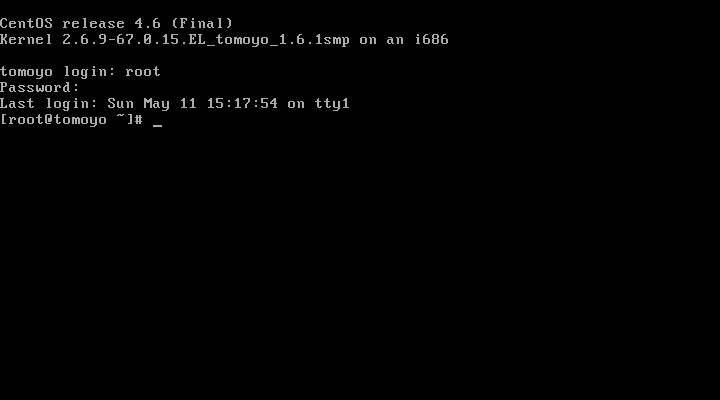 CentOS release 4.6 (Final)
Kernel 2.6.9-67.0.15.EL_tomoyo_1.6.1smp on an i686
tomoyo login: root
Password:
Last login: Sun May 11 15:17:54 on tty1
[root@tomoyo ~]# _